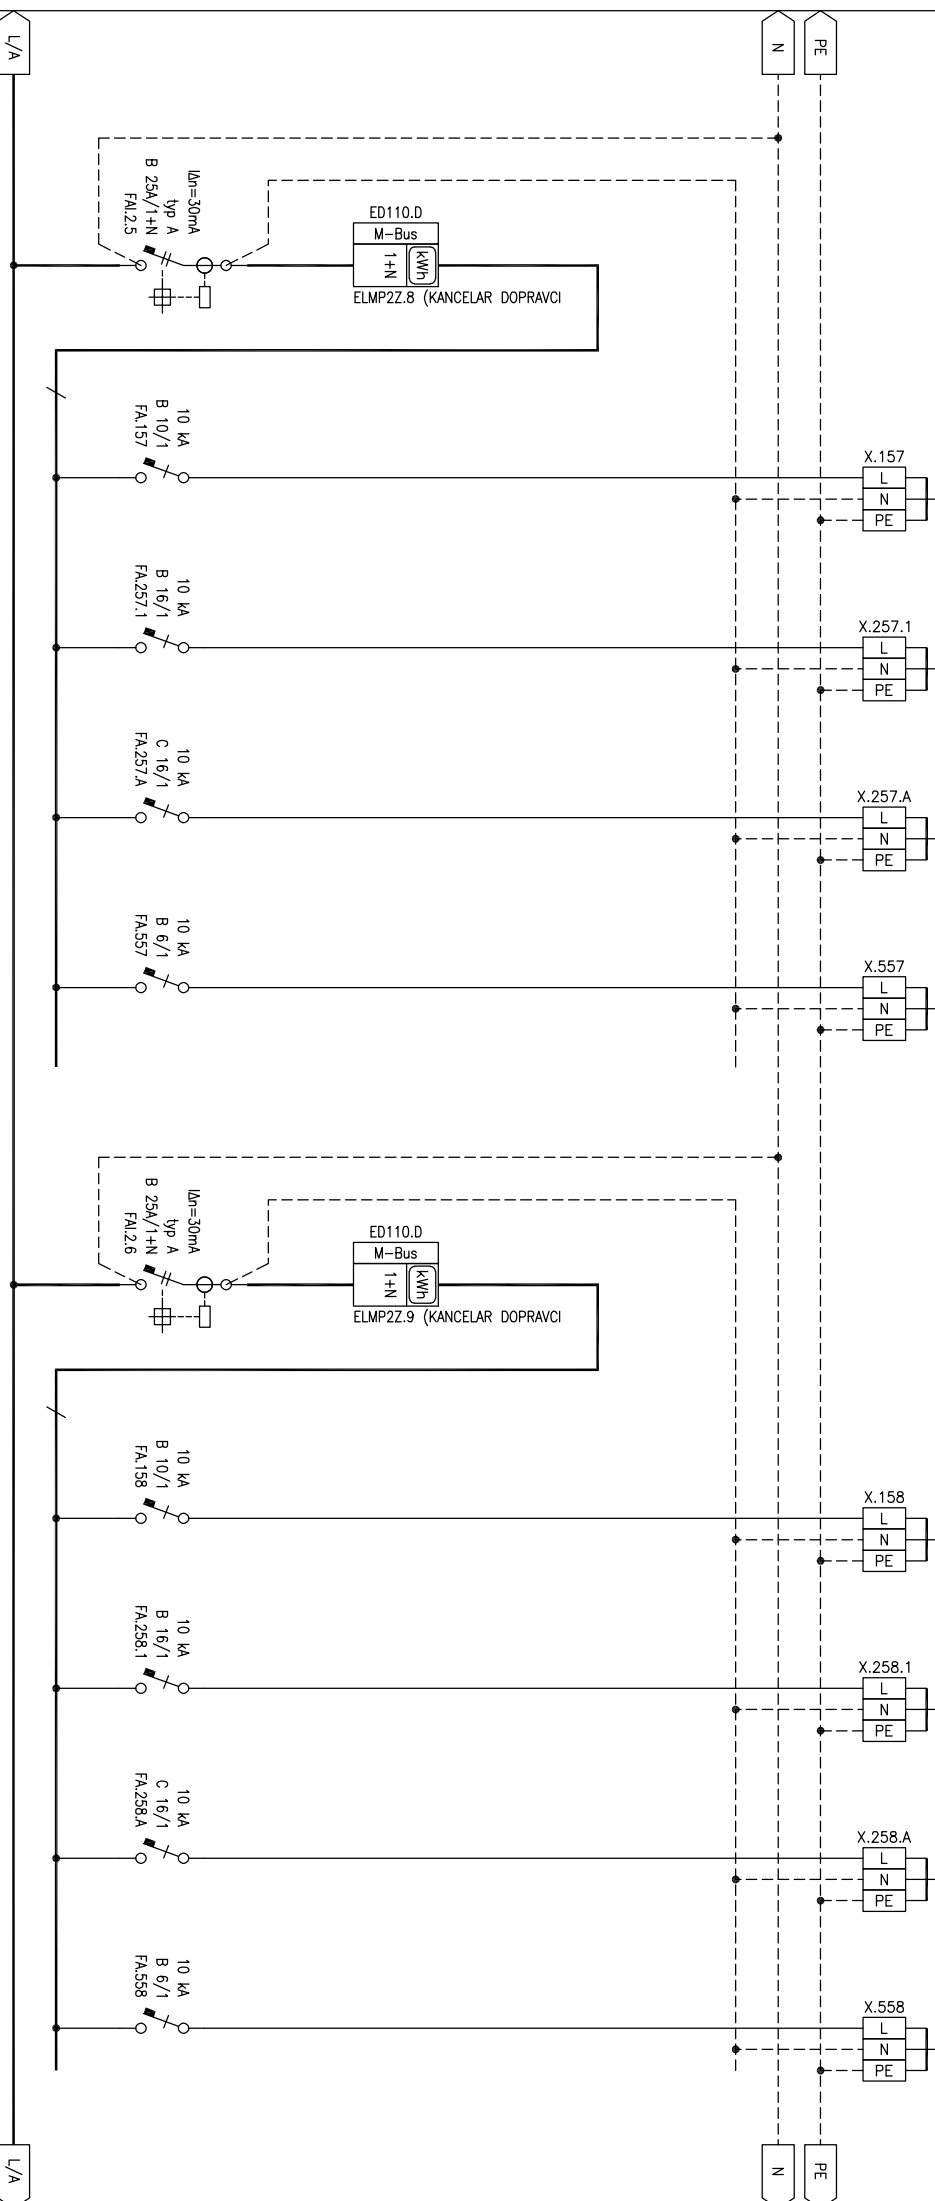 L/A
N
PE
IΔn=30mA
typ A
B 25A/1+N
FAI.2.5
ED110.D
M-Bus
kWh
1+N
ELMP2Z.8 (KANCELAR DOPRAVCI
10 kA
B 10/1
FA.157
X.157
L
N
PE
10 kA
B 16/1
FA.257.1
X.257.1
L
N
PE
10 kA
C 16/1
FA.257.A
X.257.A
L
N
PE
10 kA
B 6/1
FA.557
X.557
L
N
PE
IΔn=30mA
typ A
B 25A/1+N
FAI.2.6
ED110.D
M-Bus
kWh
1+N
ELMP2Z.9 (KANCELAR DOPRAVCI
10 kA
B 10/1
FA.158
X.158
L
N
PE
10 kA
B 16/1
FA.258.1
X.258.1
L
N
PE
10 kA
C 16/1
FA.258.A
X.258.A
L
N
PE
10 kA
B 6/1
FA.558
X.558
L
N
PE
L/A
N
PE